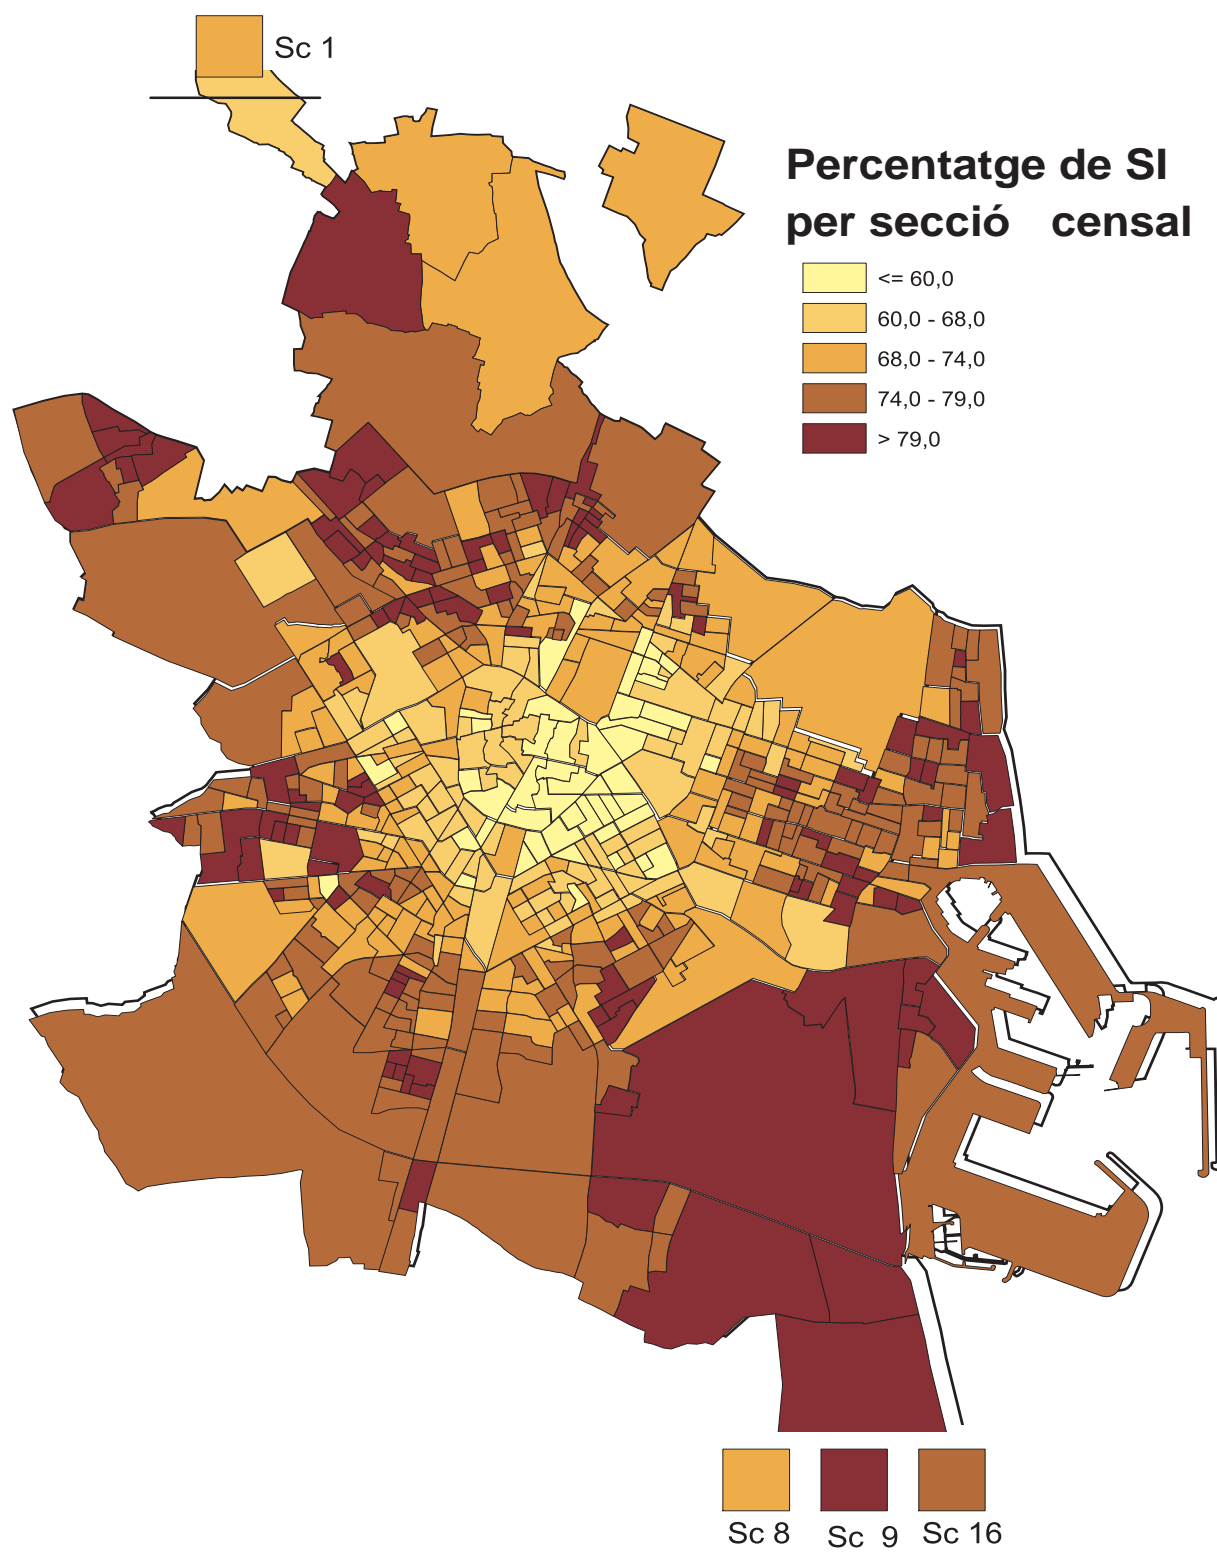 Sc 1
Percentatge de SI
per secció censal
<= 60,0
60,0 - 68,0
68,0 - 74,0
74,0 - 79,0
> 79,0
Sc 8
Sc 9
Sc 16